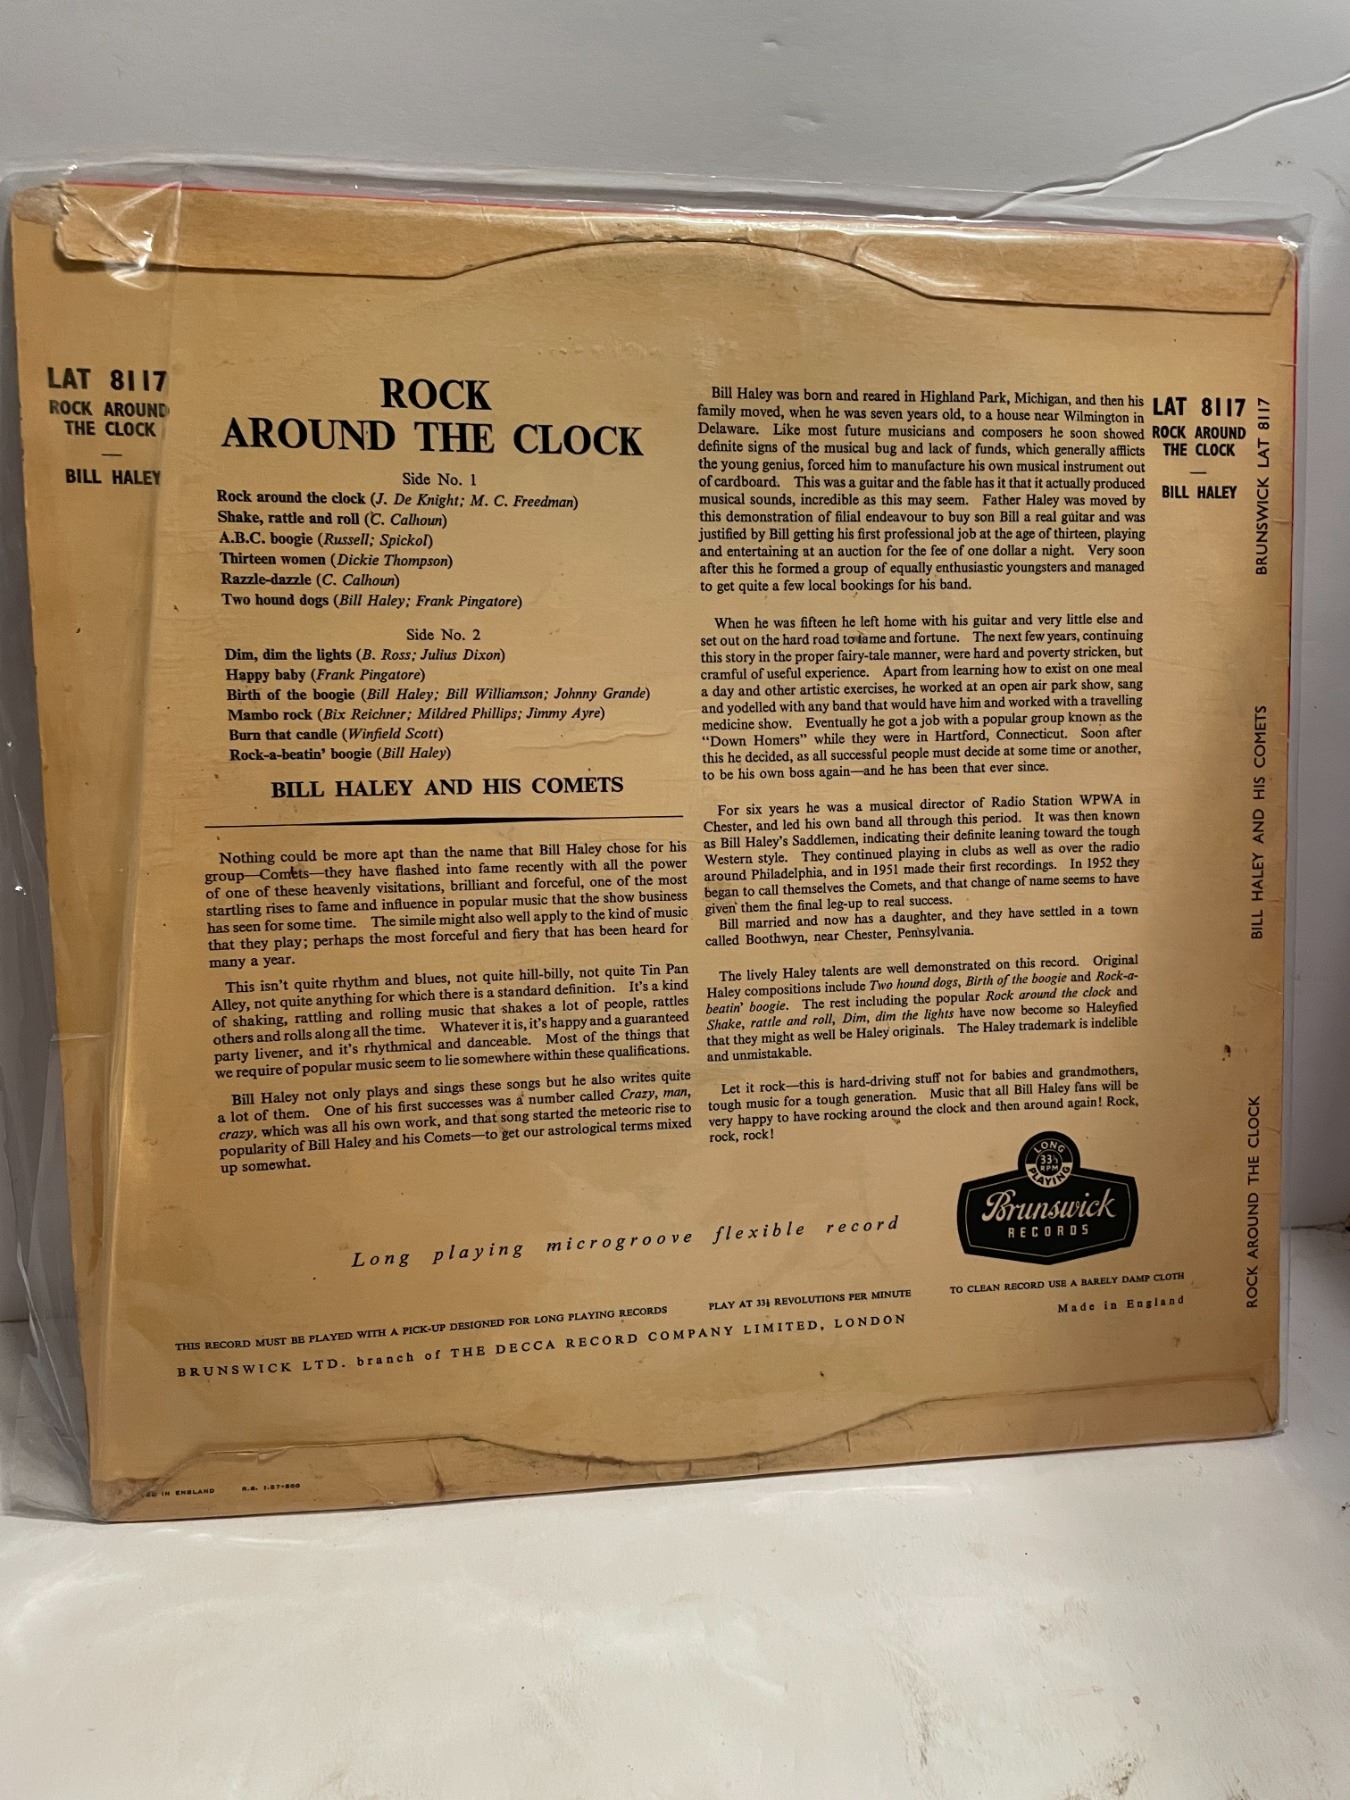 LAT 8117
ROCK AROUND
THE CLOCK
—
BILL HALEY
ROCK
AROUND THE CLOCK
Side No. 1
Rock around the clock (J. De Knight; M. C. Freedman)
Shake, rattle and roll (C. Calhoun)
A.B.C. boogie (Russell; Spickol)
Thirteen women (Dickie Thompson)
Razzle-dazzle (C. Calhoun)
Two hound dogs (Bill Haley; Frank Pingatore)
Side No. 2
Dim, dim the lights (B. Ross; Julius Dixon)
Happy baby (Frank Pingatore)
Birth of the boogie (Bill Haley; Bill Williamson; Johnny Grande)
Mambo rock (Bix Reichner; Mildred Phillips; Jimmy Ayre)
Burn that candle (Winfield Scott)
Rock-a-beatin' boogie (Bill Haley)
BILL HALEY AND HIS COMETS
Nothing could be more apt than the name that Bill Haley chose for his
group—Comets—they have flashed into fame recently with all the power
of one of these heavenly visitations, brilliant and forceful, one of the most
startling rises to fame and influence in popular music that the show business
has seen for some time. The simile might also well apply to the kind of music
that they play; perhaps the most forceful and fiery that has been heard for
many a year.
This isn't quite rhythm and blues, not quite hill-billy, not quite Tin Pan
Alley, not quite anything for which there is a standard definition. It's a kind
of shaking, rattling and rolling music that shakes a lot of people, rattles
others and rolls along all the time. Whatever it is, it's happy and a guaranteed
party livener, and it's rhythmical and danceable. Most of the things that
we require of popular music seem to lie somewhere within these qualifications.
Bill Haley not only plays and sings these songs but he also writes quite
a lot of them. One of his first successes was a number called Crazy, man,
crazy, which was all his own work, and that song started the meteoric rise to
popularity of Bill Haley and his Comets—to get our astrological terms mixed
up somewhat.
Bill Haley was born and reared in Highland Park, Michigan, and then his
family moved, when he was seven years old, to a house near Wilmington in
Delaware. Like most future musicians and composers he soon showed
definite signs of the musical bug and lack of funds, which generally afflicts
the young genius, forced him to manufacture his own musical instrument out
of cardboard. This was a guitar and the fable has it that it actually produced
musical sounds, incredible as this may seem. Father Haley was moved by
this demonstration of filial endeavour to buy son Bill a real guitar and was
justified by Bill getting his first professional job at the age of thirteen, playing
and entertaining at an auction for the fee of one dollar a night. Very soon
after this he formed a group of equally enthusiastic youngsters and managed
to get quite a few local bookings for his band.
When he was fifteen he left home with his guitar and very little else and
set out on the hard road to fame and fortune. The next few years, continuing
this story in the proper fairy-tale manner, were hard and poverty stricken, but
cramful of useful experience. Apart from learning how to exist on one meal
a day and other artistic exercises, he worked at an open air park show, sang
and yodelled with any band that would have him and worked with a travelling
medicine show. Eventually he got a job with a popular group known as the
"Down Homers" while they were in Hartford, Connecticut. Soon after
this he decided, as all successful people must decide at some time or another,
to be his own boss again—and he has been that ever since.
For six years he was a musical director of Radio Station WPWA in
Chester, and led his own band all through this period. It was then known
as Bill Haley's Saddlemen, indicating their definite leaning toward the tough
Western style. They continued playing in clubs as well as over the radio
around Philadelphia, and in 1951 made their first recordings. In 1952 they
began to call themselves the Comets, and that change of name seems to have
given them the final leg-up to real success.
Bill married and now has a daughter, and they have settled in a town
called Boothwyn, near Chester, Pennsylvania.
The lively Haley talents are well demonstrated on this record. Original
Haley compositions include Two hound dogs, Birth of the boogie and Rock-a-
beatin' boogie. The rest including the popular Rock around the clock and
Shake, rattle and roll, Dim, dim the lights have now become so Haleyfied
that they might as well be Haley originals. The Haley trademark is indelible
and unmistakable.
Let it rock—this is hard-driving stuff not for babies and grandmothers,
tough music for a tough generation. Music that all Bill Haley fans will be
very happy to have rocking around the clock and then around again! Rock,
rock, rock!
LAT 8117
ROCK AROUND
THE CLOCK
—
BILL HALEY
ROCK AROUND THE CLOCK BILL HALEY AND HIS COMETS BRUNSWICK LAT 8117
LONG
33⅓
RPM
PLAYING
Brunswick
RECORDS
Long playing microgroove flexible record
THIS RECORD MUST BE PLAYED WITH A PICK-UP DESIGNED FOR LONG PLAYING RECORDS PLAY AT 33⅓ REVOLUTIONS PER MINUTE TO CLEAN RECORD USE A BARELY DAMP CLOTH
BRUNSWICK LTD. branch of THE DECCA RECORD COMPANY LIMITED, LONDON Made in England
IN ENGLAND R.S. 1.57-500